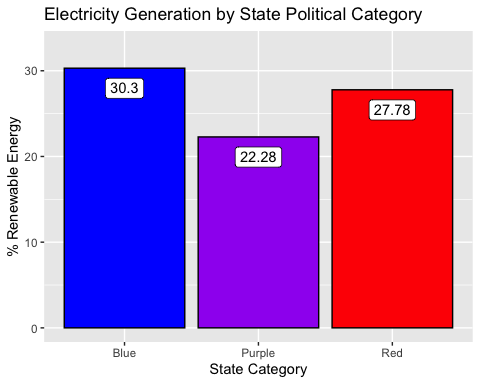 Electricity Generation by State Political Category
% Renewable Energy
30
20
10
0
30.3
22.28
27.78
Blue
Purple
Red
State Category